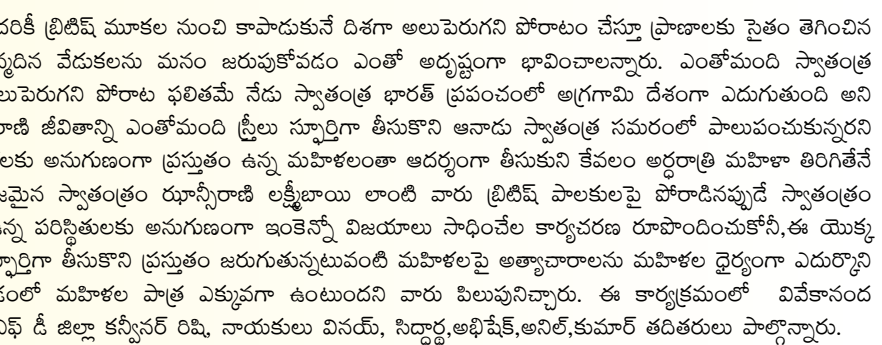 బ్రిటిష్ మూకల నుంచి కాపాడుకునే దిశగా అలుపెరుగని పోరాటం చేస్తూ ప్రాణాలకు సైతం తెగించిన
వేడుకలను మనం జరుపుకోవడం ఎంతో అదృష్టంగా భావించాలన్నారు. ఎంతోమంది స్వాతంత్ర
పోరాట ఫలితమే నేడు స్వాతంత్ర భారత్ ప్రపంచంలో అగ్రగామి దేశంగా ఎదుగుతుంది అని
జీవితాన్ని ఎంతోమంది స్త్రీలు స్ఫూర్తిగా తీసుకొని ఆనాడు స్వాతంత్ర సమరంలో పాలుపంచుకున్నరని
అనుగుణంగా ప్రస్తుతం ఉన్న మహిళలంతా ఆదర్శంగా తీసుకుని కేవలం అర్ధరాత్రి మహిళా తిరిగితేనే
స్వాతంత్రం ఝాన్సీరాణి లక్ష్మీబాయి లాంటి వారు బ్రిటిష్ పాలకులపై పోరాడినప్పుడే స్వాతంత్రం
పరిస్థితులకు అనుగుణంగా ఇంకెన్నో విజయాలు సాధించేల కార్యచరణ రూపొందించుకోనీ,ఈ యొక్క
తీసుకొని ప్రస్తుతం జరుగుతున్నటువంటి మహిళలపై అత్యాచారాలను మహిళల ధైర్యంగా ఎదుర్కొని
మహిళల పాత్ర ఎక్కువగా ఉంటుందని వారు పిలుపునిచ్చారు. ఈ కార్యక్రమంలో వివేకానంద
డీ జిల్లా కన్వీనర్ రిషి, నాయకులు వినయ్, సిద్ధార్థ,అభిషేక్,అనిల్,కుమార్ తదితరులు పాల్గొన్నారు.